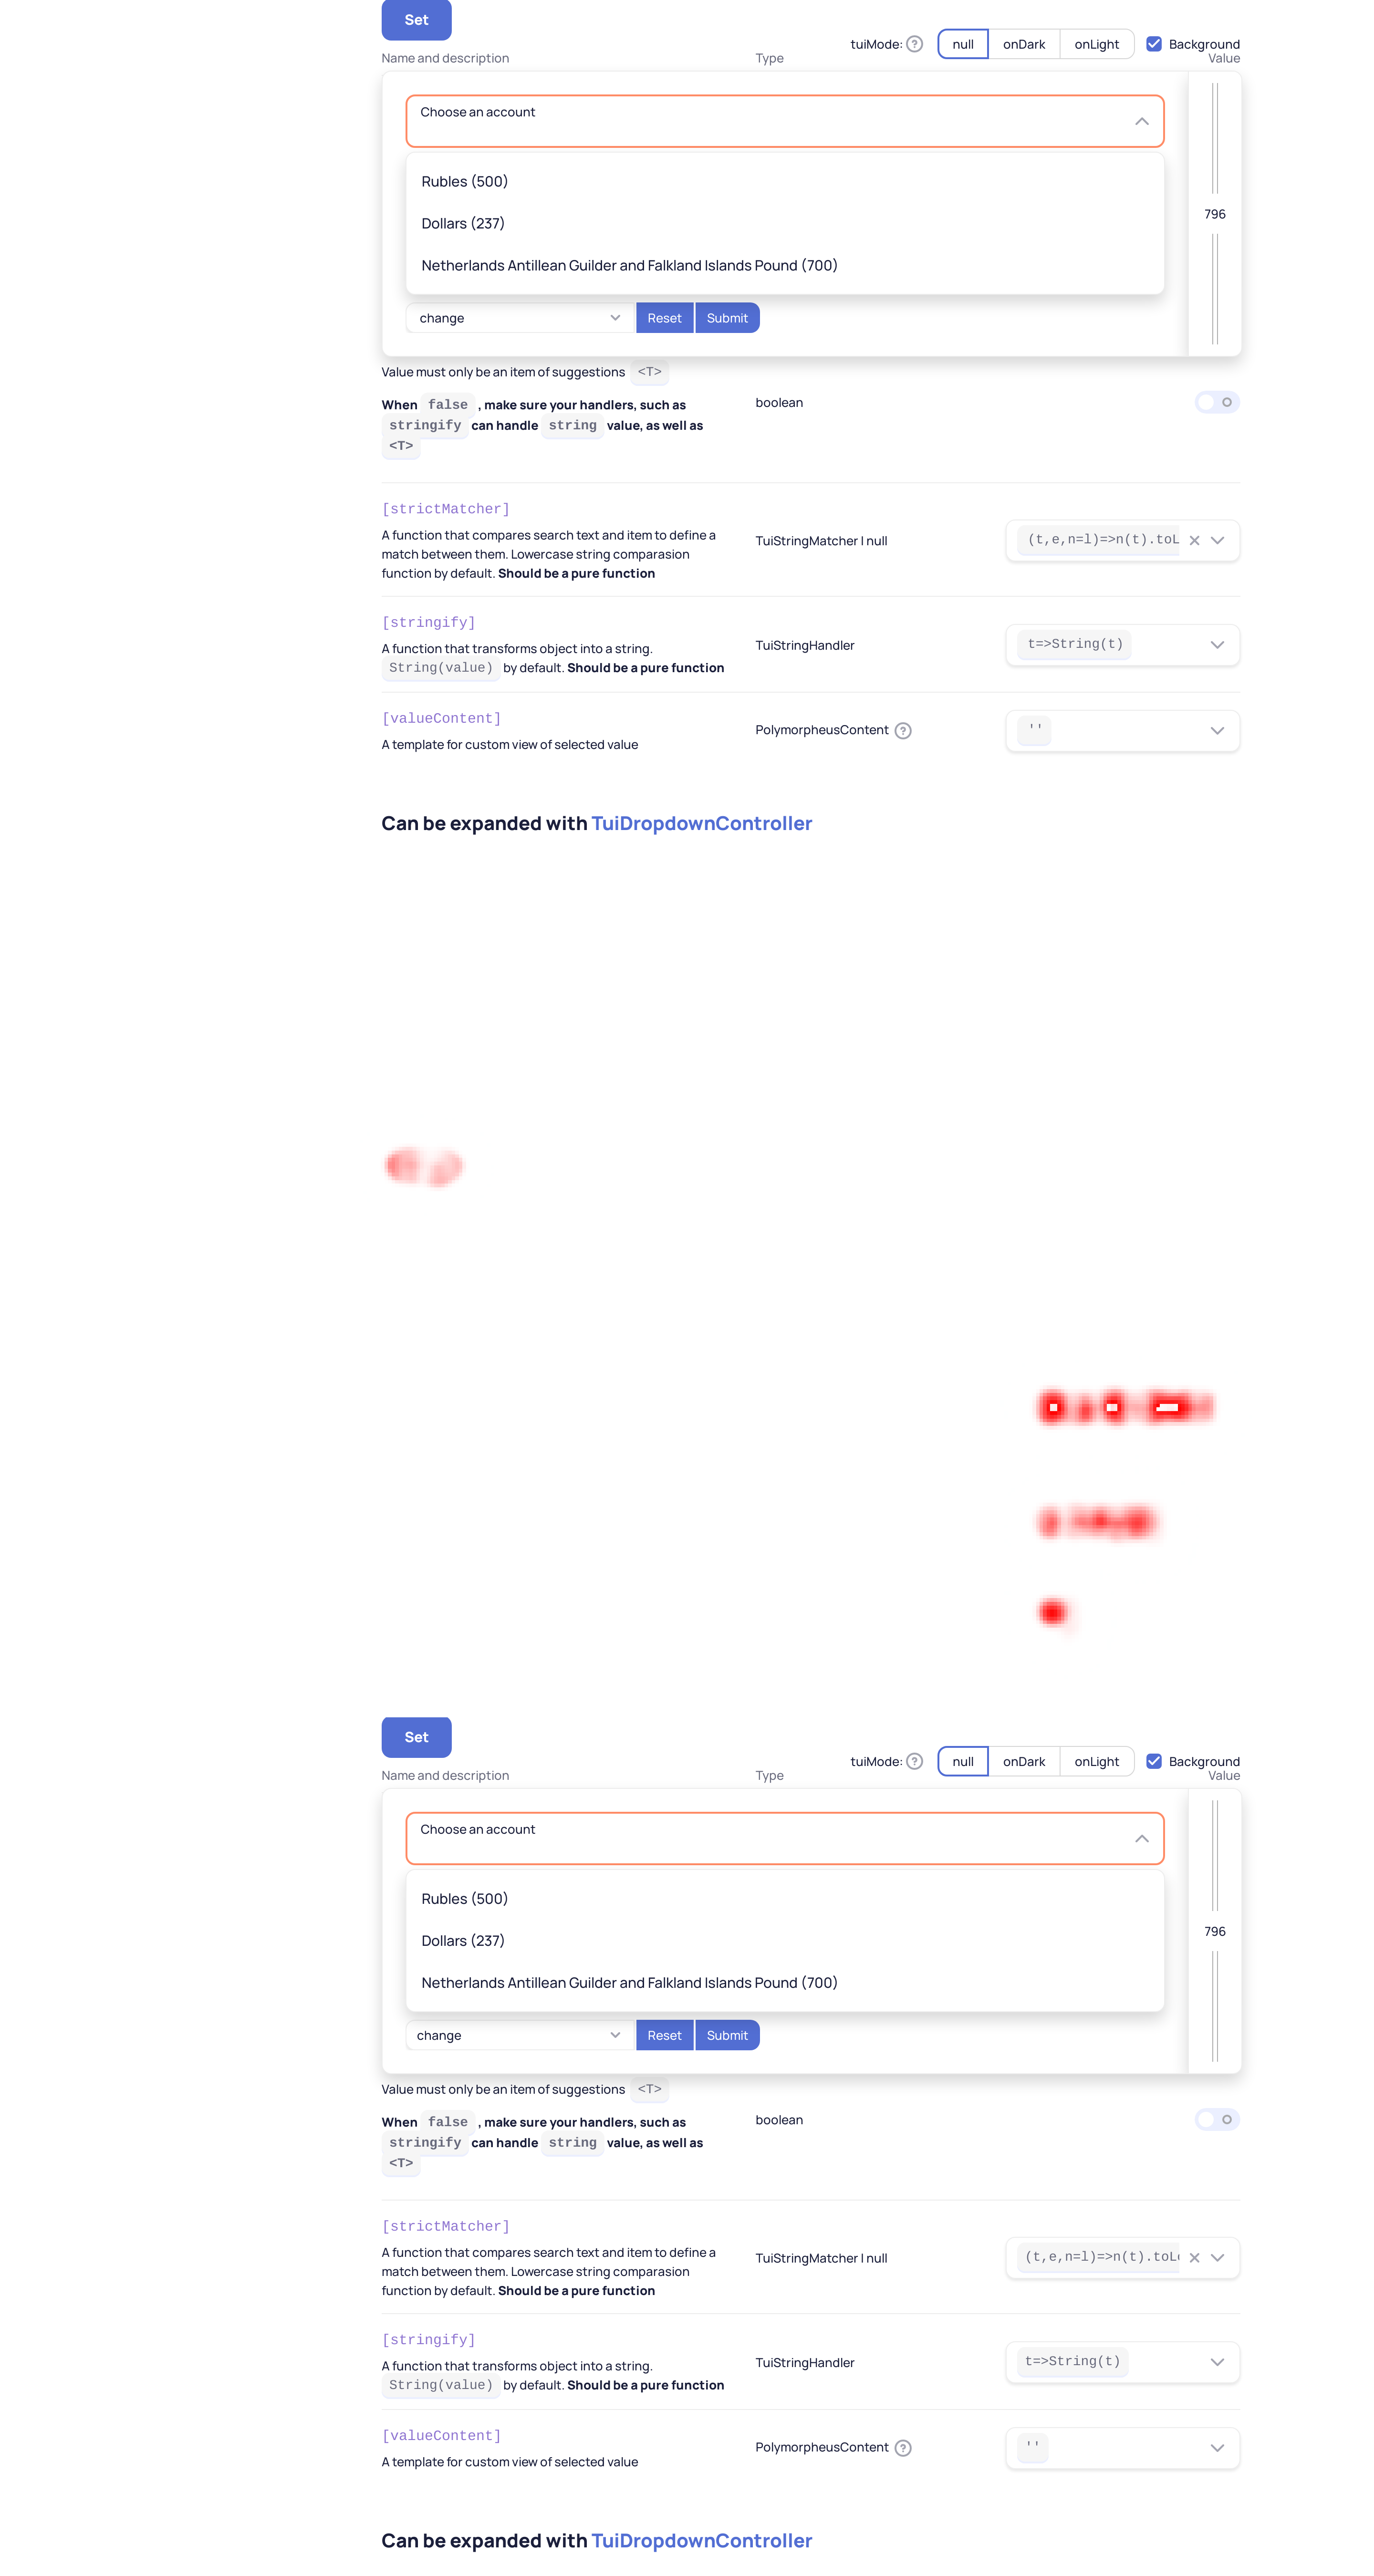 Set
tuiMode: ? null onDark onLight Background
Name and description Type Value
Choose an account
Rubles (500)
796
Dollars (237)
Netherlands Antillean Guilder and Falkland Islands Pound (700)
change Reset Submit
Value must only be an item of suggestions <T>
When false , make sure your handlers, such as boolean
stringify can handle string value, as well as
<T>
[strictMatcher]
A function that compares search text and item to define a
match between them. Lowercase string comparasion
function by default. Should be a pure function
TuiStringMatcher | null
(t,e,n=l)=>n(t).toL
[stringify]
A function that transforms object into a string.
String(value) by default. Should be a pure function
TuiStringHandler
t=>String(t)
[valueContent]
A template for custom view of selected value
PolymorpheusContent ?
''
Can be expanded with TuiDropdownController
Set
tuiMode: ? null onDark onLight Background
Name and description Type Value
Choose an account
Rubles (500)
796
Dollars (237)
Netherlands Antillean Guilder and Falkland Islands Pound (700)
change Reset Submit
Value must only be an item of suggestions <T>
When false , make sure your handlers, such as boolean
stringify can handle string value, as well as
<T>
[strictMatcher]
A function that compares search text and item to define a
match between them. Lowercase string comparasion
function by default. Should be a pure function
TuiStringMatcher | null
(t,e,n=l)=>n(t).toL
[stringify]
A function that transforms object into a string.
String(value) by default. Should be a pure function
TuiStringHandler
t=>String(t)
[valueContent]
A template for custom view of selected value
PolymorpheusContent ?
''
Can be expanded with TuiDropdownController